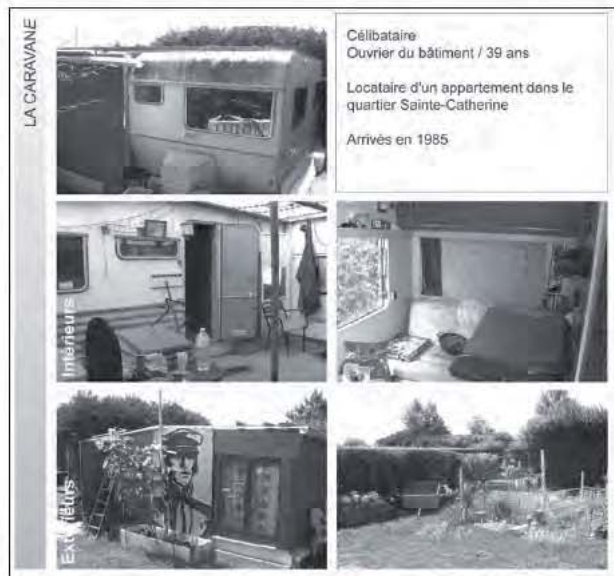 LA CARAVANE
Célibataire
Ouvrier du bâtiment / 39 ans
Locataire d'un appartement dans le
quartier Sainte-Catherine
Arrivés en 1985
Intérieurs
Extérieurs